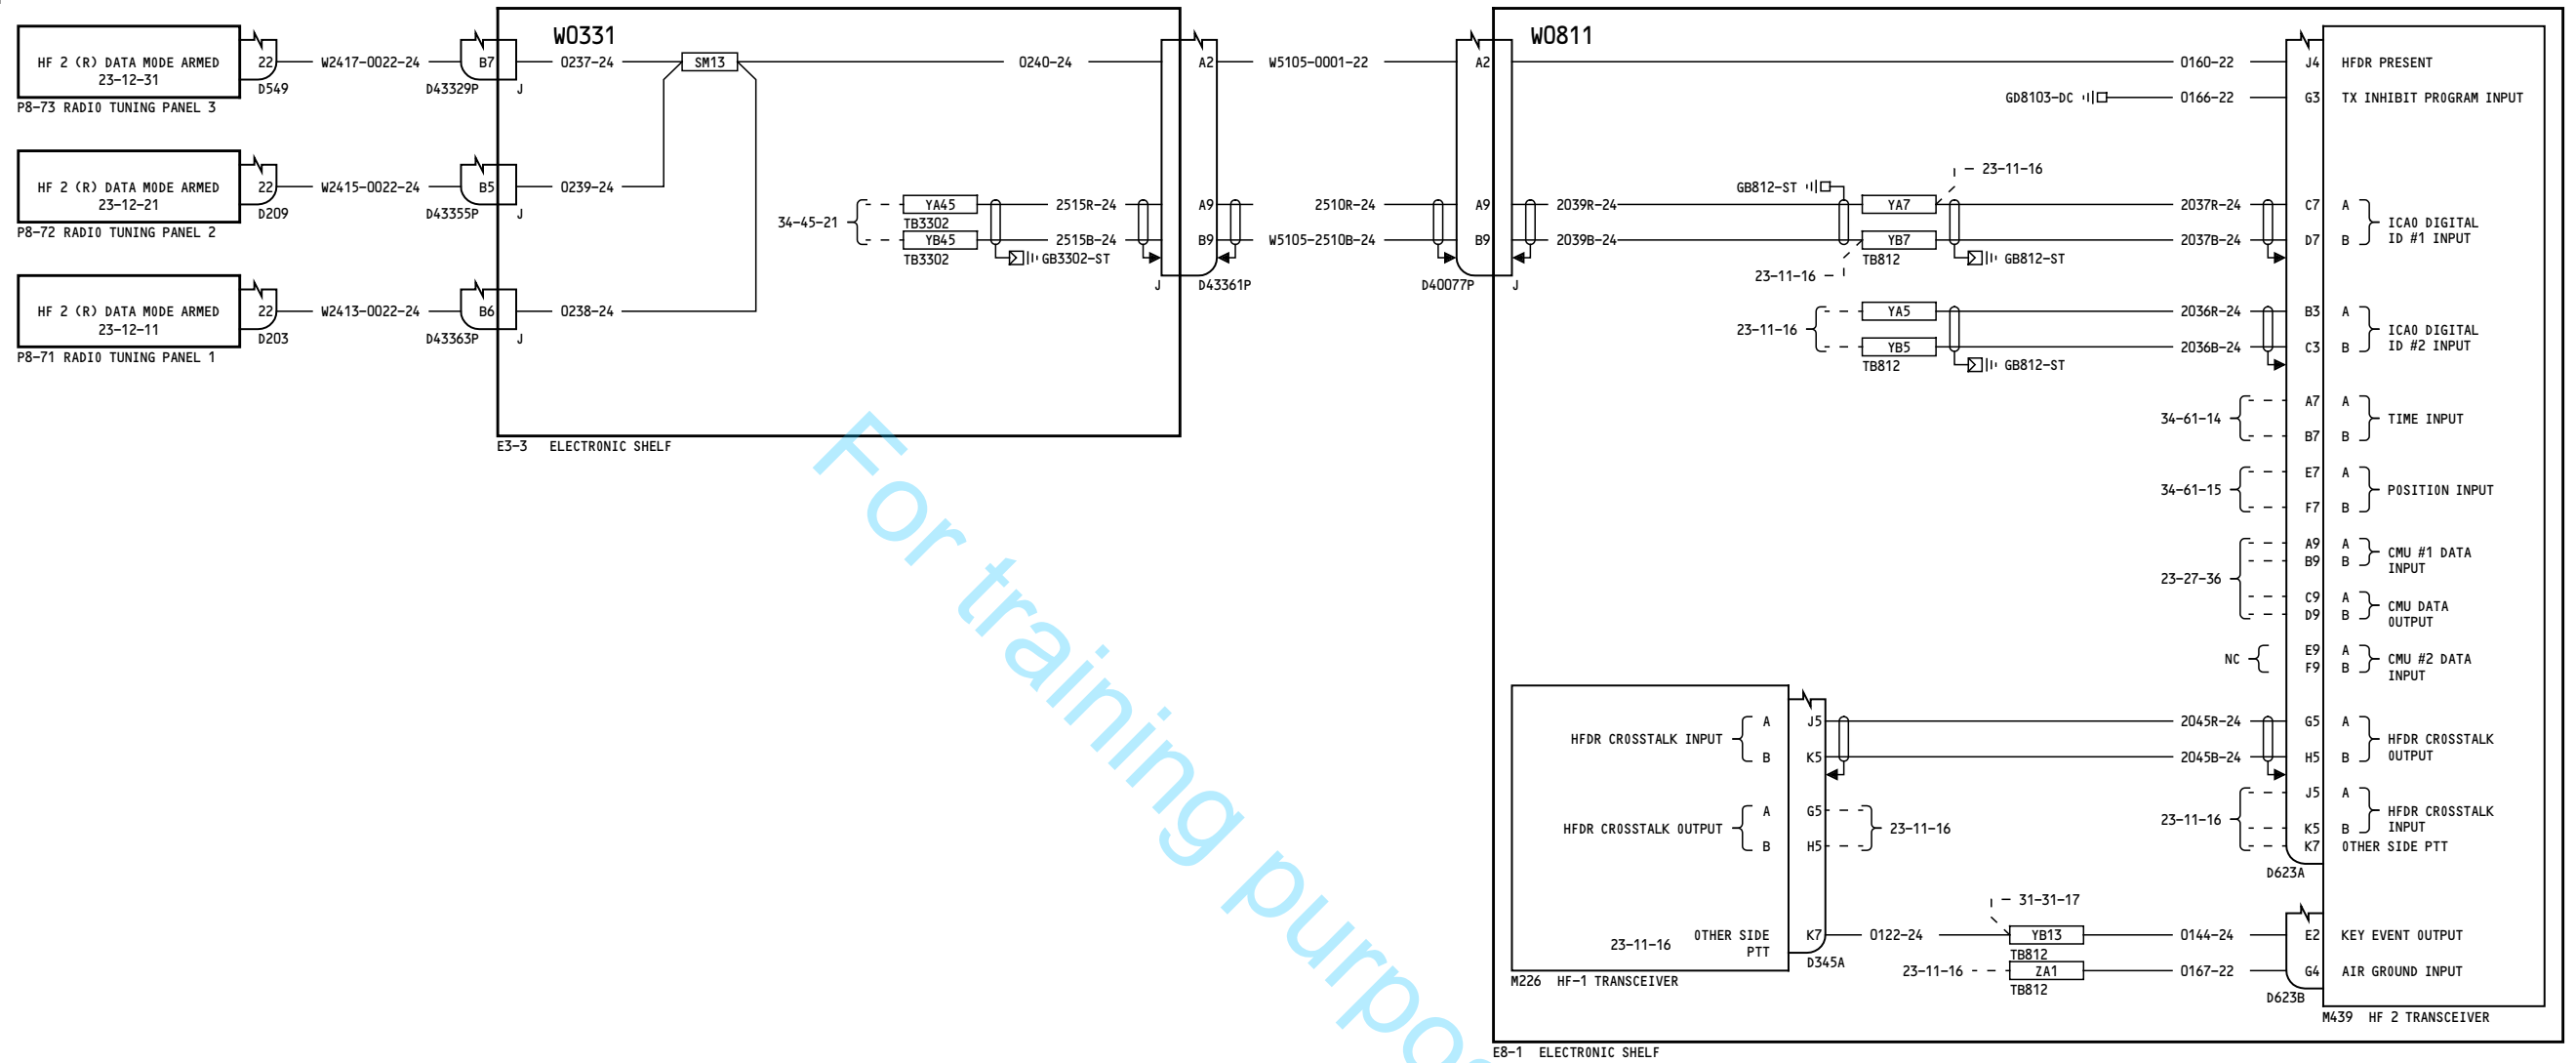 W0331
W0811
HF 2 (R) DATA MODE ARMED
23-12-31
22
D549
P8-73 RADIO TUNING PANEL 3
W2417-0022-24
B7
D43329P
J
0237-24
SM13
0240-24
A2
W5105-0001-22
A2
0160-22
J4
HFDR PRESENT
GD8103-DC
0166-22
G3
TX INHIBIT PROGRAM INPUT
HF 2 (R) DATA MODE ARMED
23-12-21
22
D209
P8-72 RADIO TUNING PANEL 2
W2415-0022-24
B5
D43355P
J
0239-24
34-45-21
YA45
TB3302
YB45
TB3302
2515R-24
2515B-24
GB3302-ST
A9
B9
J
D43361P
2510R-24
W5105-2510B-24
A9
B9
D40077P
J
2039R-24
2039B-24
GB812-ST
23-11-16
YA7
YB7
TB812
23-11-16
GB812-ST
2037R-24
2037B-24
C7
D7
A
B
ICAO DIGITAL
ID #1 INPUT
HF 2 (R) DATA MODE ARMED
23-12-11
22
D203
P8-71 RADIO TUNING PANEL 1
W2413-0022-24
B6
D43363P
J
0238-24
23-11-16
YA5
YB5
TB812
GB812-ST
2036R-24
2036B-24
B3
C3
A
B
ICAO DIGITAL
ID #2 INPUT
E3-3 ELECTRONIC SHELF
34-61-14
A7
B7
A
B
TIME INPUT
34-61-15
E7
F7
A
B
POSITION INPUT
23-27-36
A9
B9
A
B
CMU #1 DATA
INPUT
C9
D9
A
B
CMU DATA
OUTPUT
NC
E9
F9
A
B
CMU #2 DATA
INPUT
HFDR CROSSTALK INPUT
A
B
J5
K5
2045R-24
2045B-24
G5
H5
A
B
HFDR CROSSTALK
OUTPUT
HFDR CROSSTALK OUTPUT
A
B
G5
H5
23-11-16
23-11-16
J5
K5
K7
A
B
HFDR CROSSTALK
INPUT
OTHER SIDE PTT
D623A
23-11-16
OTHER SIDE
PTT
K7
D345A
M226 HF-1 TRANSCEIVER
0122-24
31-31-17
YB13
TB812
0144-24
E2
KEY EVENT OUTPUT
23-11-16
ZA1
TB812
0167-22
G4
AIR GROUND INPUT
D623B
M439 HF 2 TRANSCEIVER
E8-1 ELECTRONIC SHELF
For training purpo